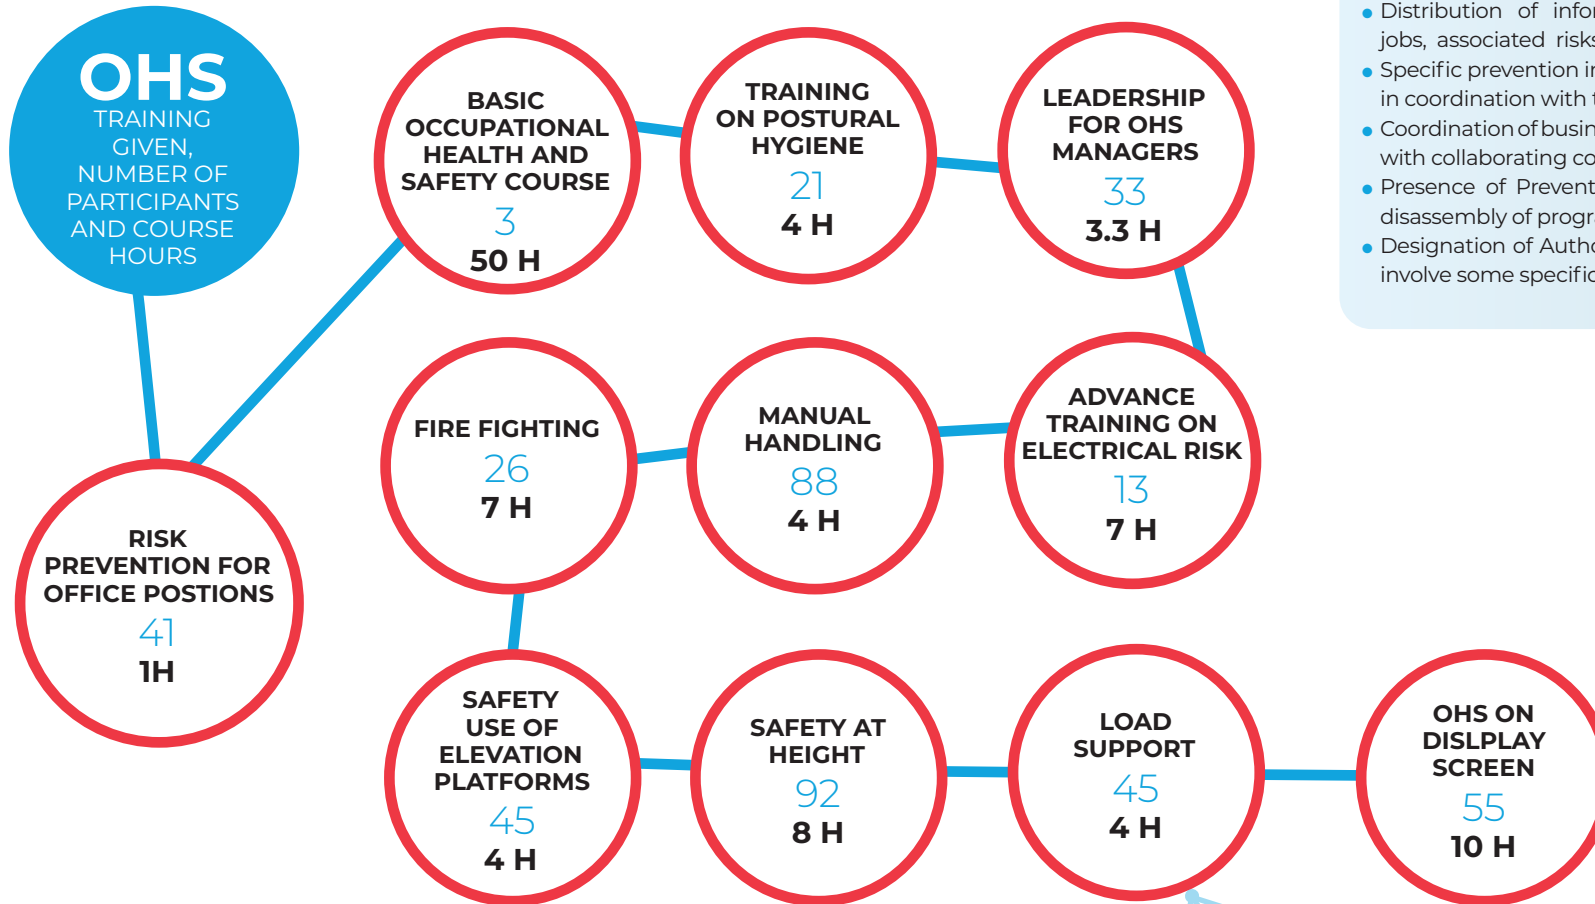 OHS
TRAINING
GIVEN,
NUMBER OF
PARTICIPANTS
AND COURSE
HOURS
RISK
PREVENTION FOR
OFFICE POSTIONS
41
1H
BASIC
OCCUPATIONAL
HEALTH AND
SAFETY COURSE
3
50 H
TRAINING
ON POSTURAL
HYGIENE
21
4 H
LEADERSHIP
FOR OHS
MANAGERS
33
3.3 H
ADVANCE
TRAINING ON
ELECTRICAL RISK
13
7 H
MANUAL
HANDLING
88
4 H
FIRE FIGHTING
26
7 H
SAFETY
USE OF
ELEVATION
PLATFORMS
45
4 H
SAFETY AT
HEIGHT
92
8 H
LOAD
SUPPORT
45
4 H
OHS ON
DISLPLAY
SCREEN
55
10 H
• Distribution of
jobs, associated risks
• Specific prevention
in coordination with
• Coordination of
with collaborating
• Presence of
disassembly of
• Designation of
involve some specific